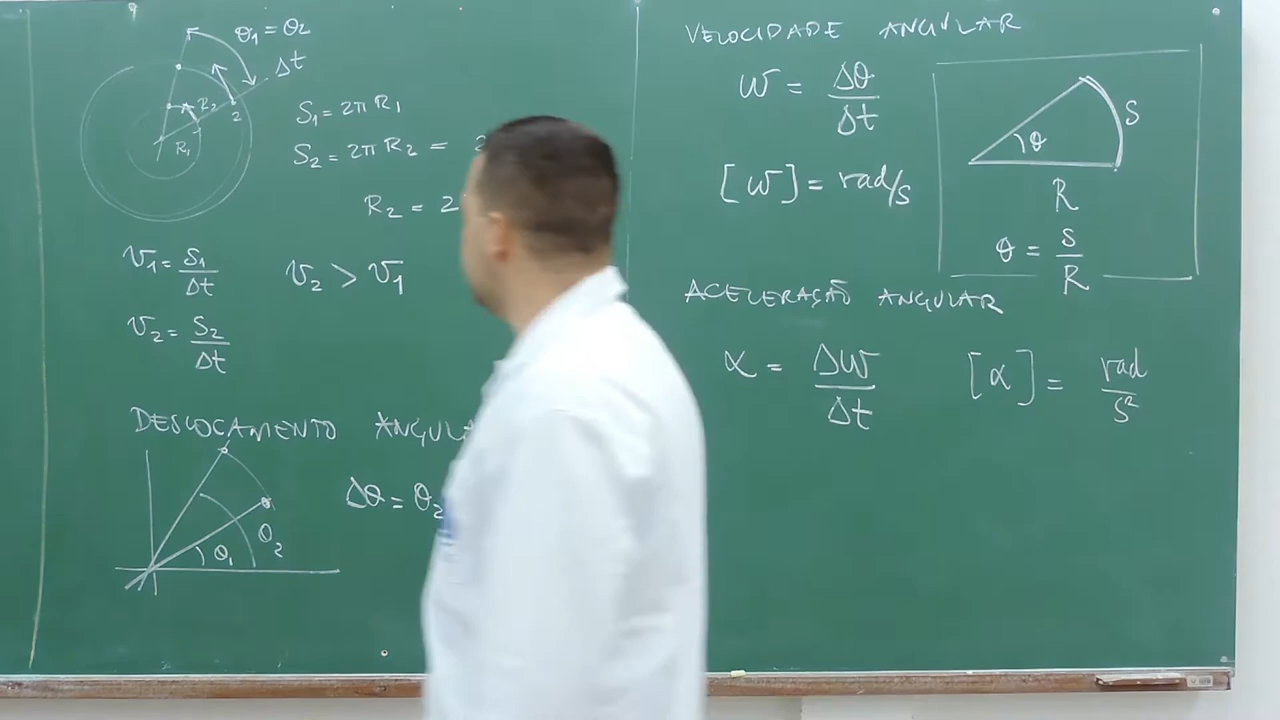 θ₁ = θ₂
Δt
R₂
2
R₁
S₁ = 2π R₁
S₂ = 2π R₂ =
R₂ = 2
v₁ = S₁/Δt
v₂ > v₁
v₂ = S₂/Δt
DESLOCAMENTO
θ₁
θ₂
Δθ = θ₂
VELOCIDADE ANGULAR
W = Δθ/Δt
[W] = rad/s
θ
S
R
θ = S/R
ACELERAÇÃO ANGULAR
α = ΔW/Δt
[α] = rad/s²